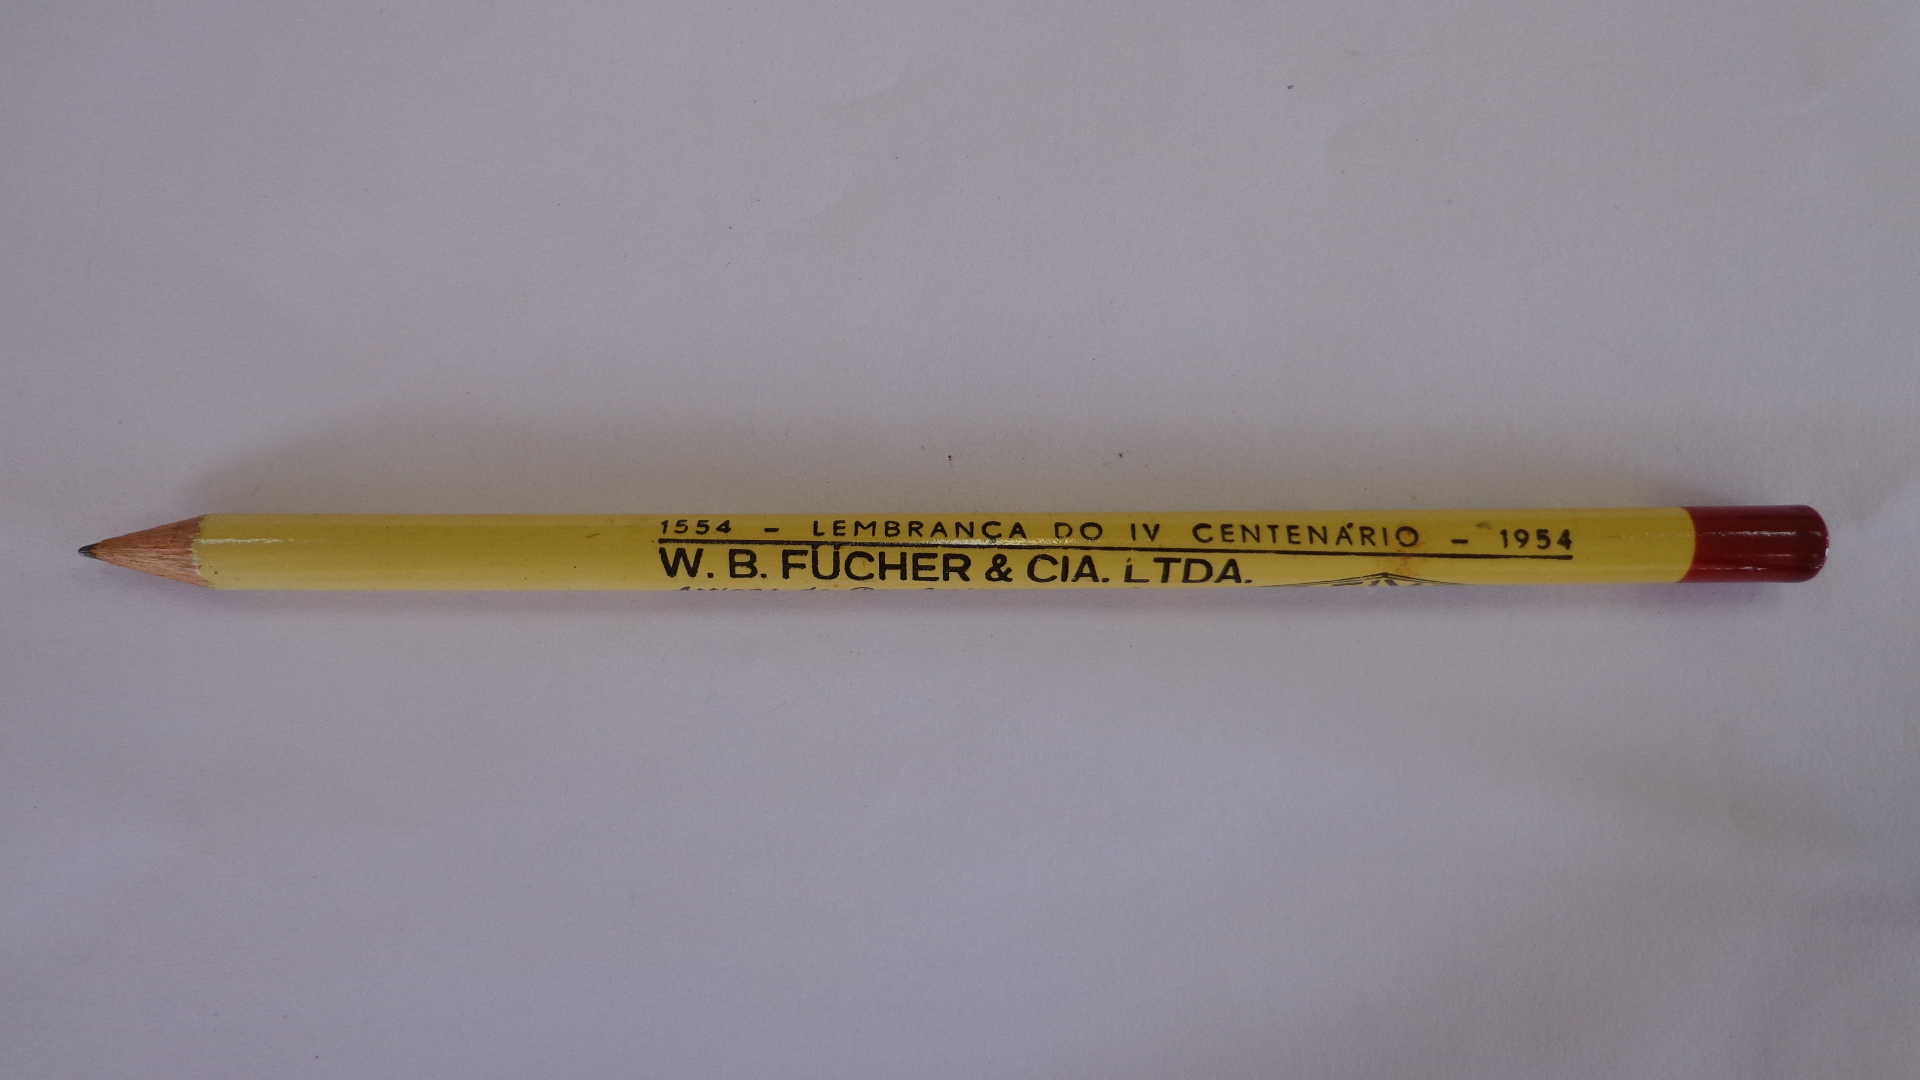 1554 - LEMBRANÇA DO IV CENTENÁRIO - 1954
W. B. FÜCHER & CIA. LTDA.